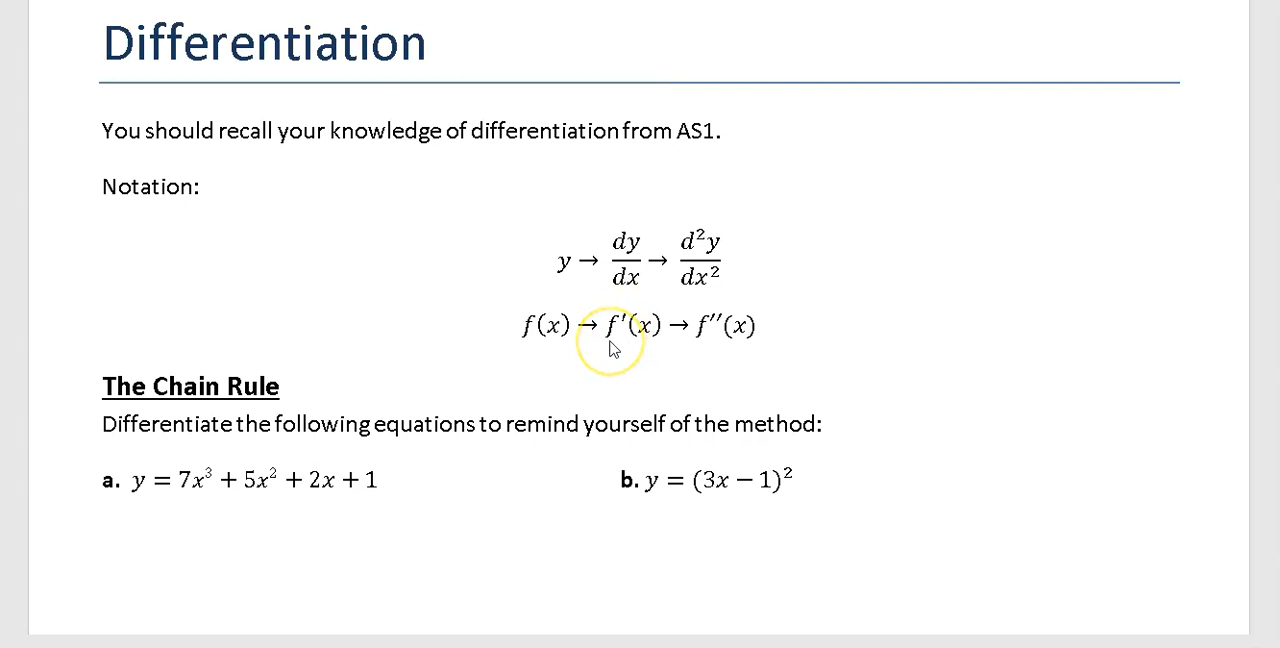 Differentiation
You should recall your knowledge of differentiation from AS1.
Notation:
y → dy/dx → d²y/dx²
f(x) → f′(x) → f′′(x)
The Chain Rule
Differentiate the following equations to remind yourself of the method:
a. y = 7x³ + 5x² + 2x + 1 b. y = (3x − 1)²